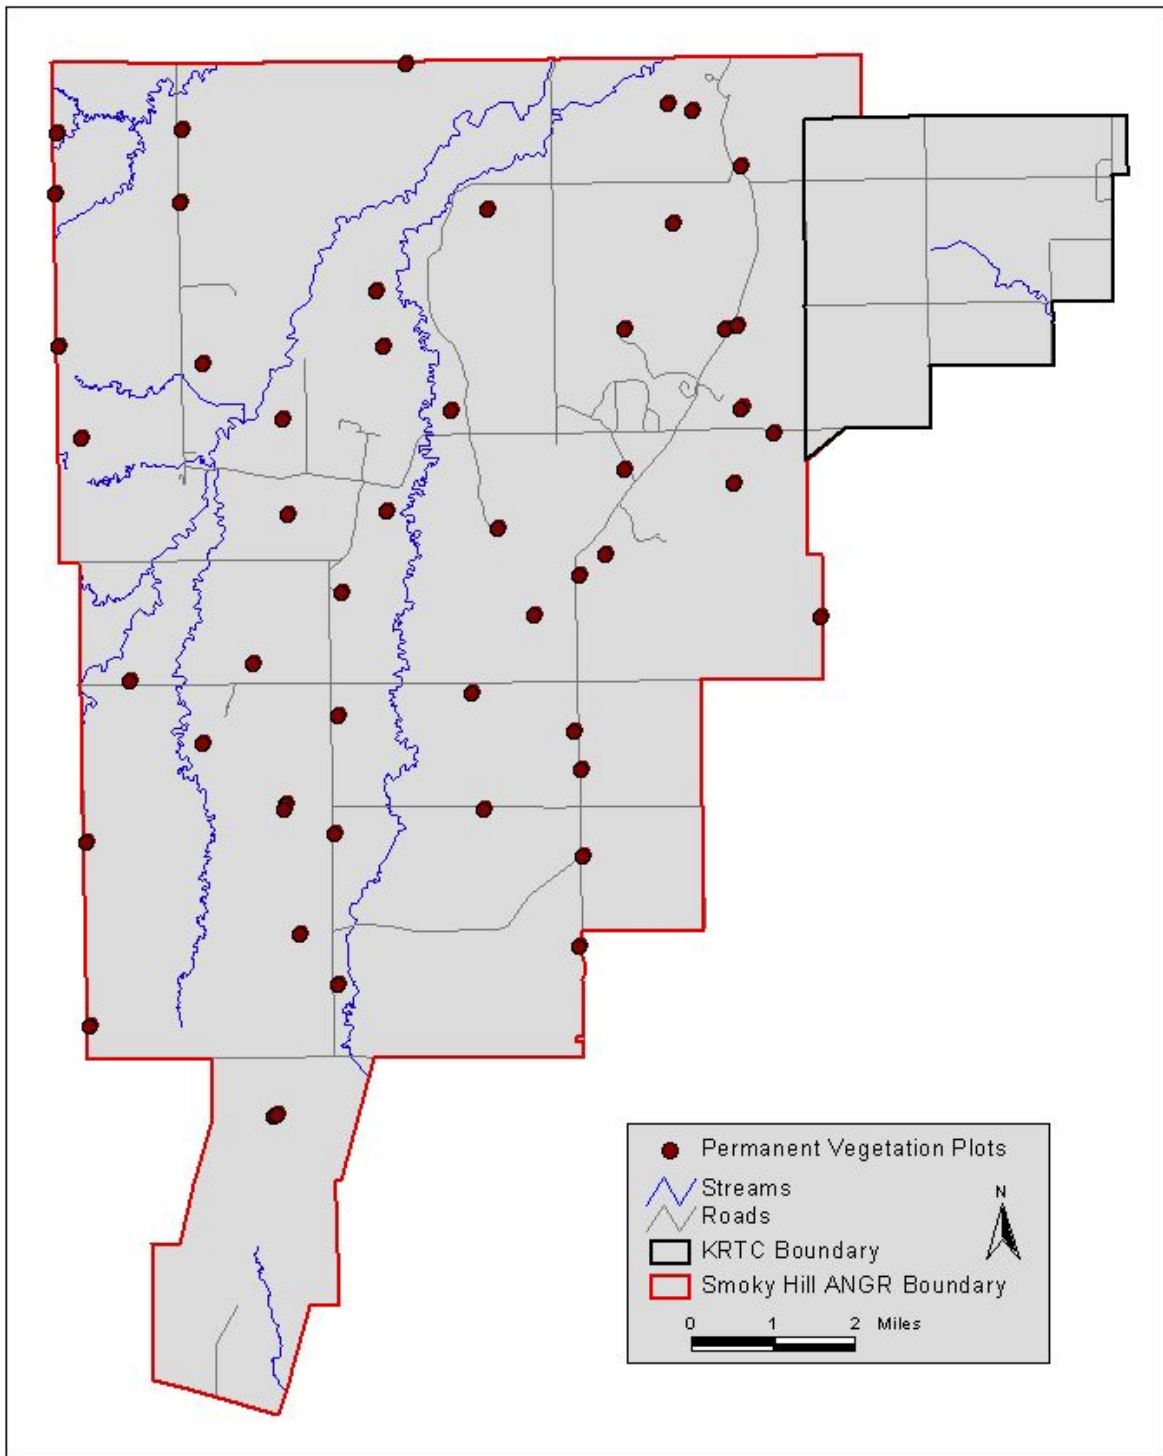 Permanent Vegetation Plots
Streams
Roads
N
KRTC Boundary
Smoky Hill ANGR Boundary
0 1 2 Miles